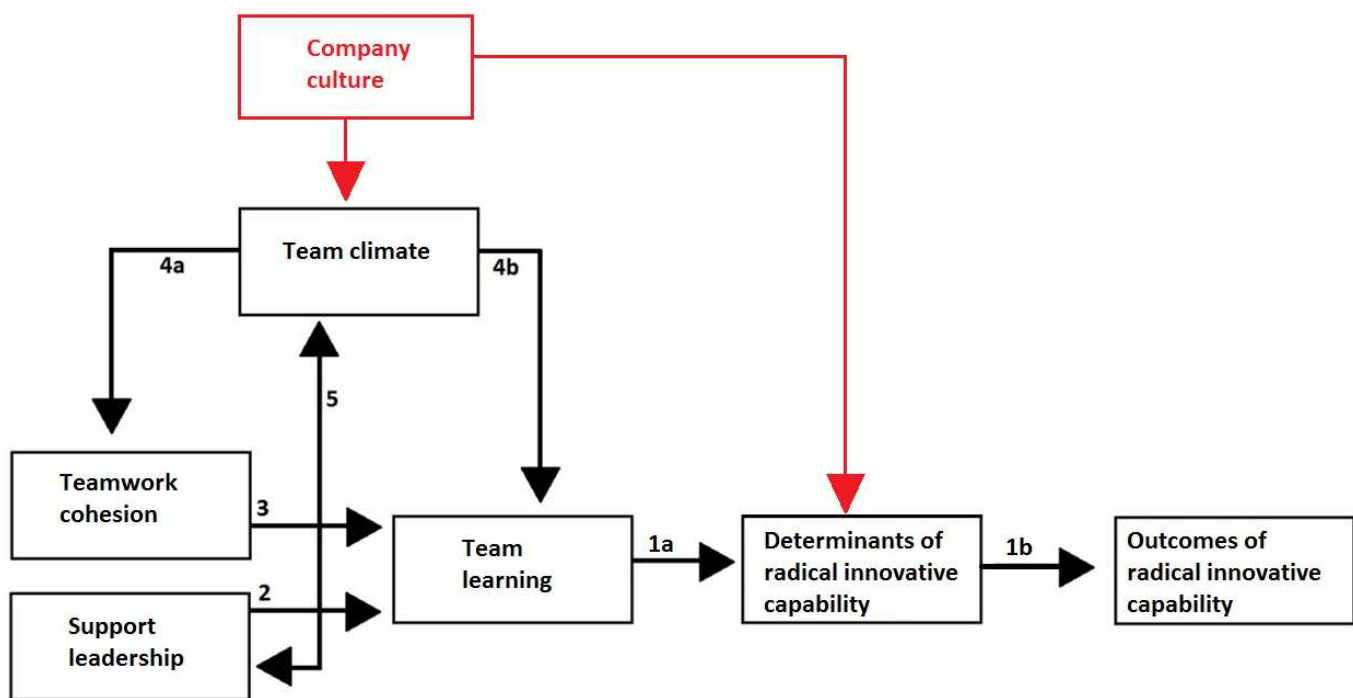 Company
culture
Team climate
4a
4b
5
Teamwork
cohesion
3
Team
learning
1a
Determinants of
radical innovative
capability
1b
Outcomes of
radical innovative
capability
2
Support
leadership